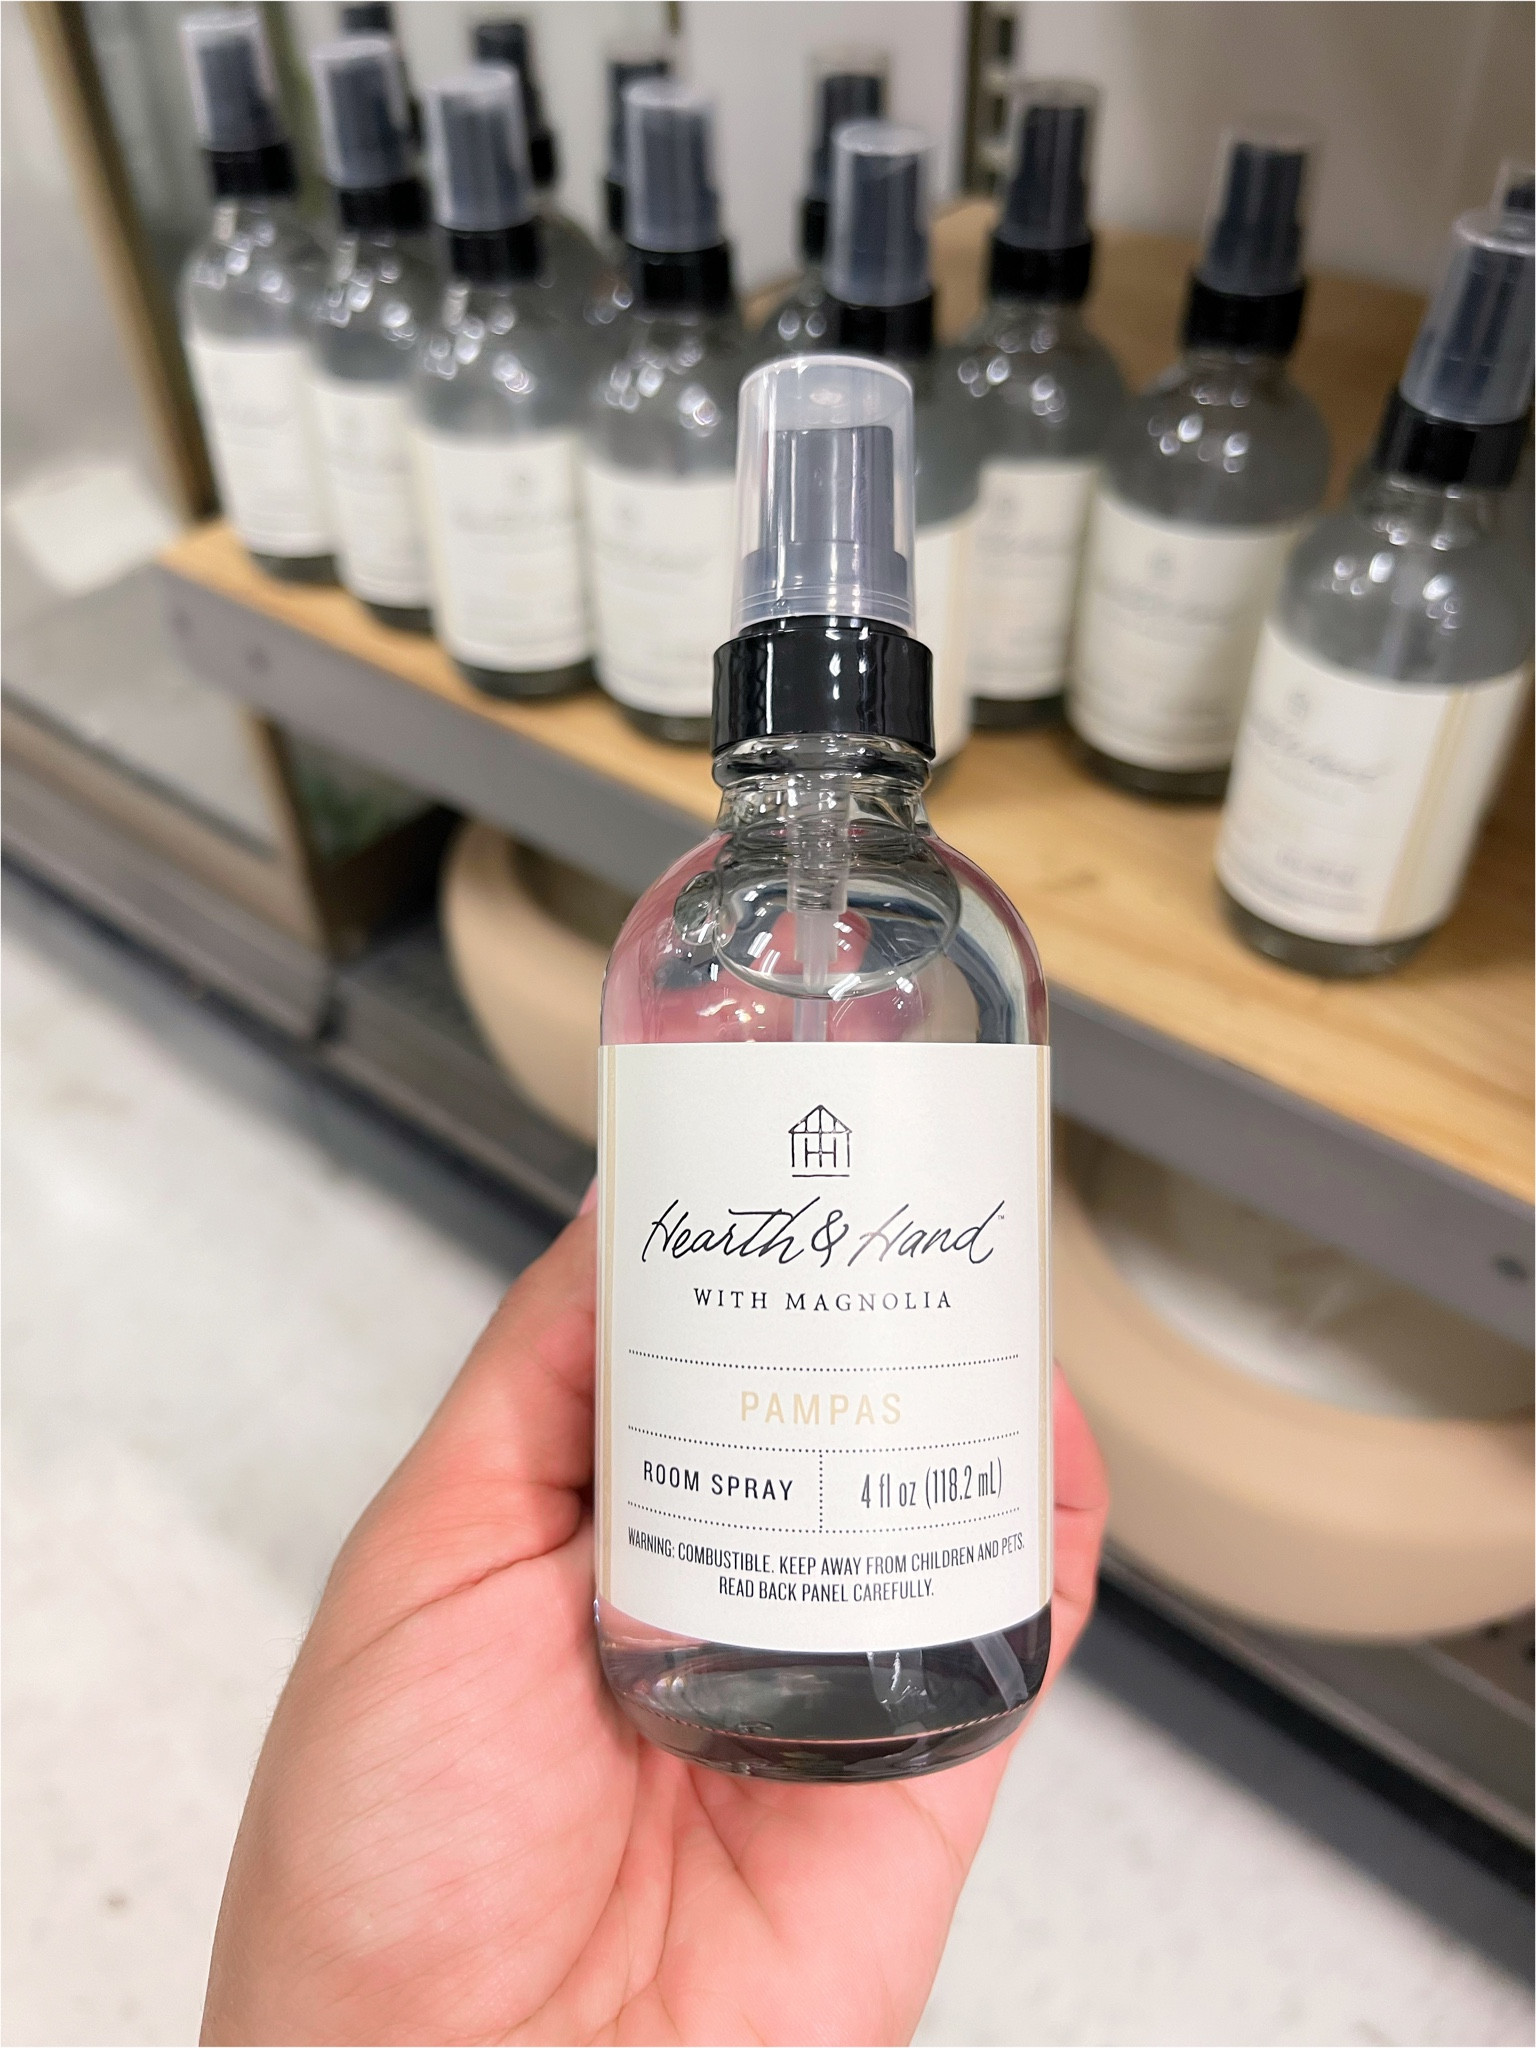 Hearth & Hand™
WITH MAGNOLIA
PAMPAS
ROOM SPRAY
4 fl oz (118.2 mL)
WARNING: COMBUSTIBLE. KEEP AWAY FROM CHILDREN AND PETS.
READ BACK PANEL CAREFULLY.